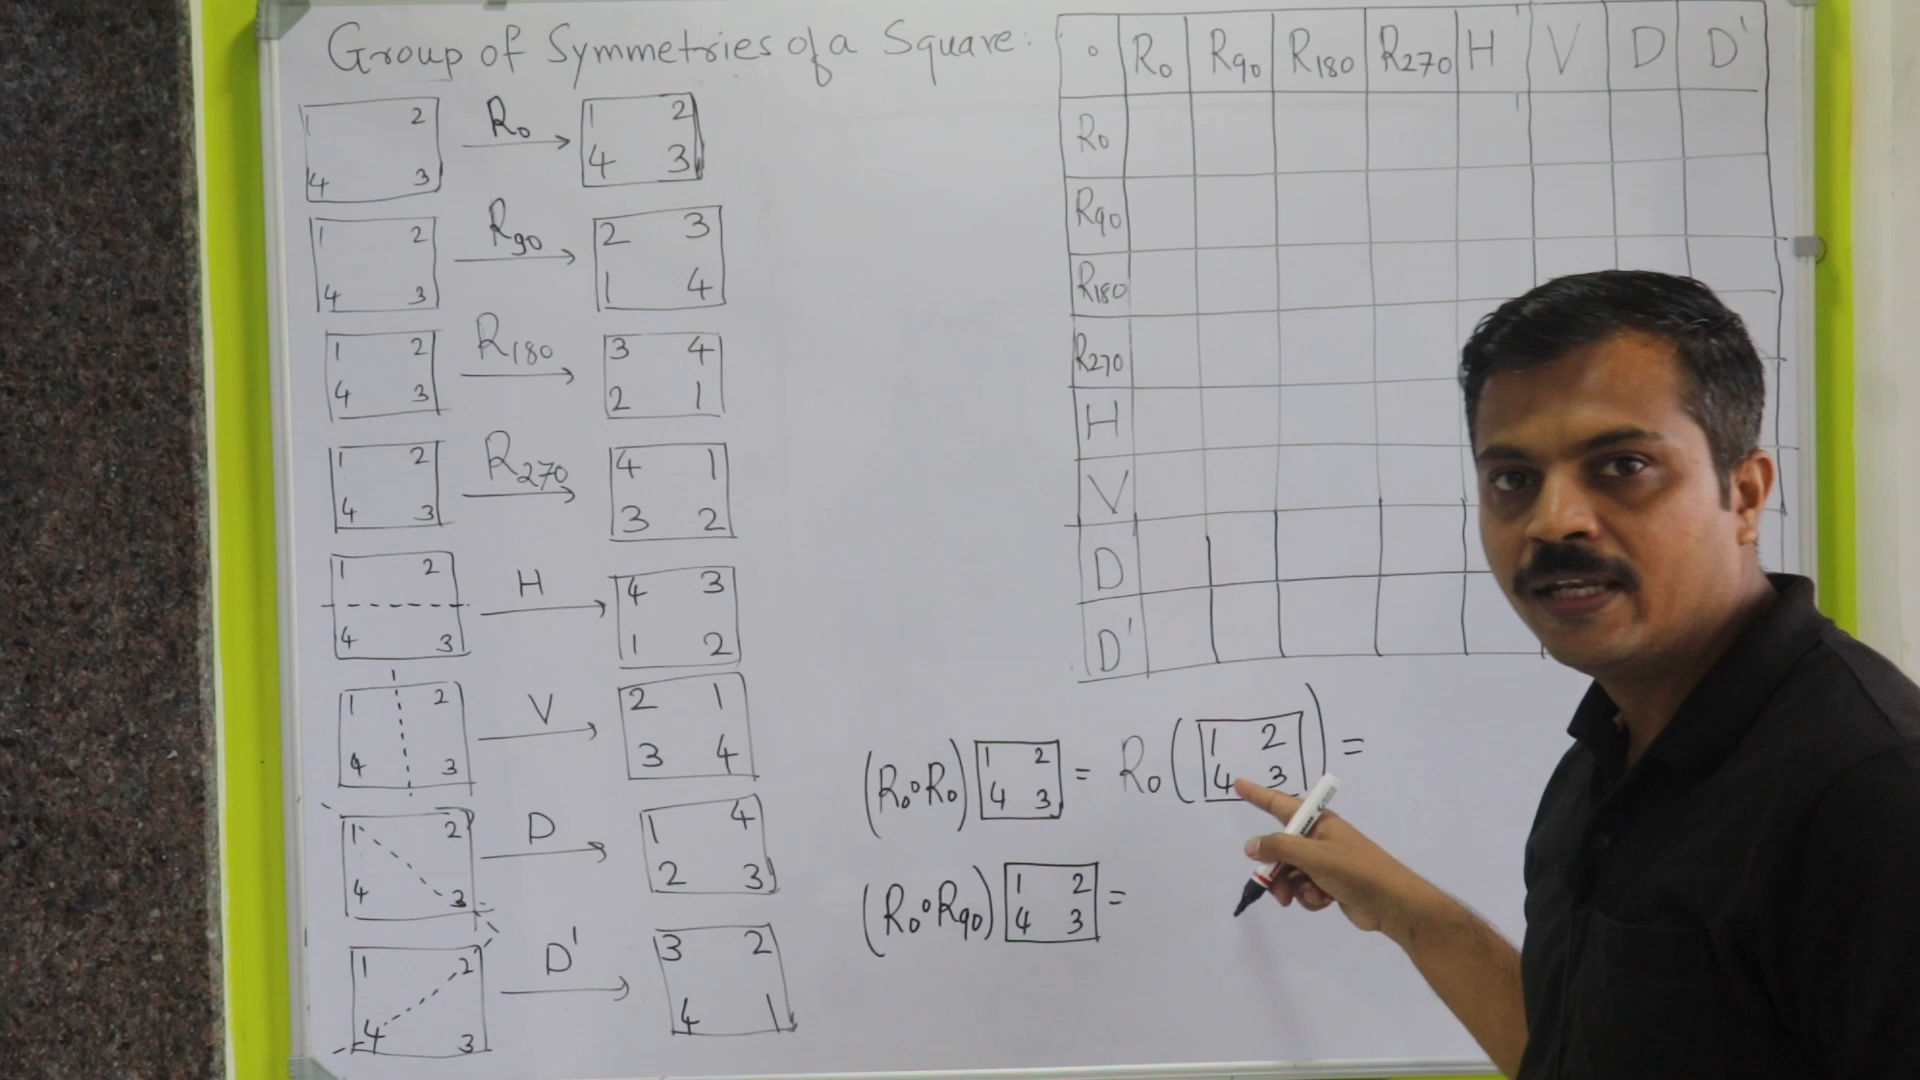 Group of Symmetries of a Square:
1 2 R₀ 1 2
4 3 4 3
1 2 R₉₀ 2 3
4 3 1 4
1 2 R₁₈₀ 3 4
4 3 2 1
1 2 R₂₇₀ 4 1
4 3 3 2
1 2 H 4 3
4 3 1 2
1 2 V 2 1
4 3 3 4
1 2 D 1 4
4 3 2 3
1 2 D' 3 2
4 3 4 1
∘ R₀ R₉₀ R₁₈₀ R₂₇₀ H V D D'
R₀
R₉₀
R₁₈₀
R₂₇₀
H
V
D
D'
(R₀∘R₀) 1 2 4 3 = R₀ ( 1 2 4 3 ) =
(R₀∘R₉₀) 1 2 4 3 =